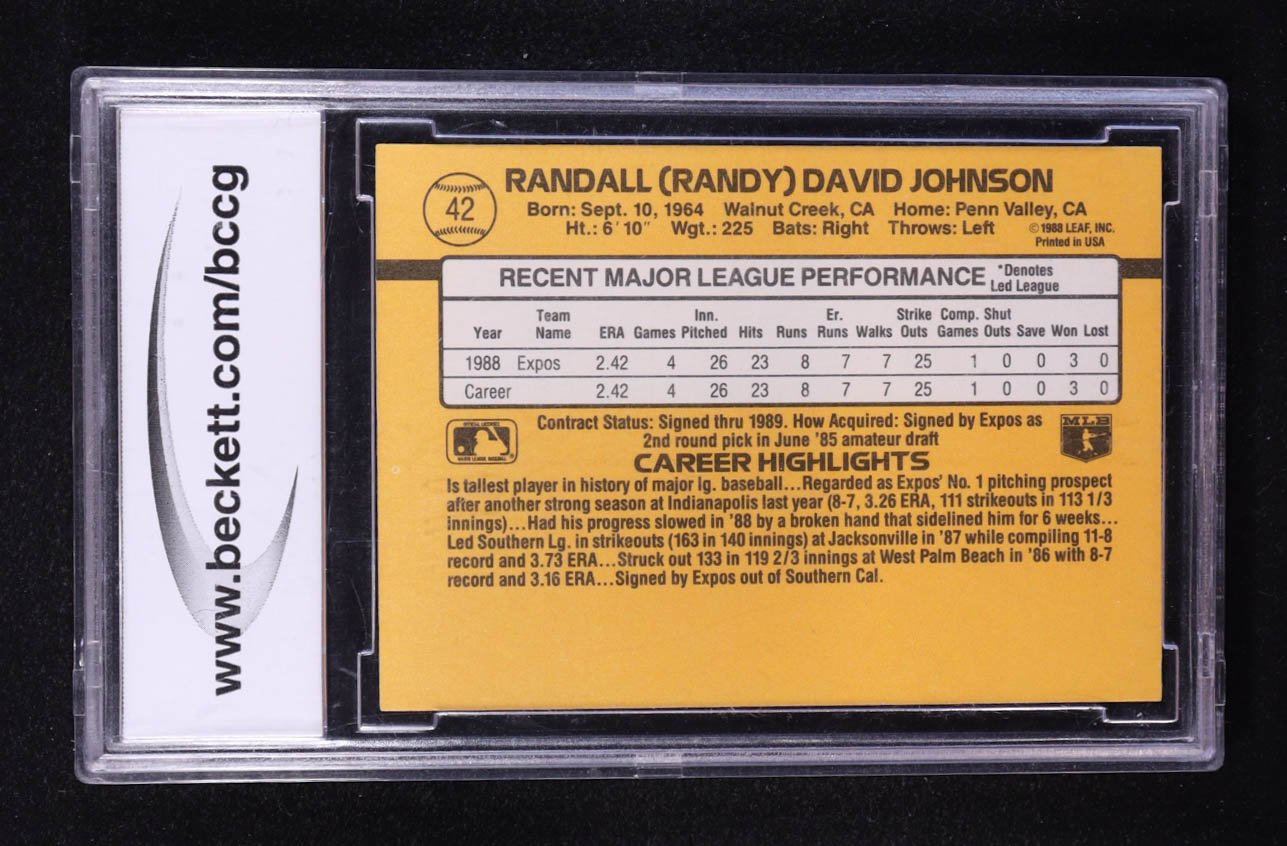 www.beckett.com/bccg
42
RANDALL (RANDY) DAVID JOHNSON
Born: Sept. 10, 1964 Walnut Creek, CA Home: Penn Valley, CA
Ht.: 6' 10" Wgt.: 225 Bats: Right Throws: Left
©1988 LEAF, INC.
Printed in USA
RECENT MAJOR LEAGUE PERFORMANCE *Denotes
Led League
Team Inn. Er. Strike Comp. Shut
Year Name ERA Games Pitched Hits Runs Runs Walks Outs Games Outs Save Won Lost
1988 Expos 2.42 4 26 23 8 7 7 25 1 0 0 3 0
Career 2.42 4 26 23 8 7 7 25 1 0 0 3 0
Contract Status: Signed thru 1989. How Acquired: Signed by Expos as
2nd round pick in June '85 amateur draft
MLB
CAREER HIGHLIGHTS
Is tallest player in history of major lg. baseball...Regarded as Expos' No. 1 pitching prospect
after another strong season at Indianapolis last year (8-7, 3.26 ERA, 111 strikeouts in 113 1/3
innings)...Had his progress slowed in '88 by a broken hand that sidelined him for 6 weeks...
Led Southern Lg. in strikeouts (163 in 140 innings) at Jacksonville in '87 while compiling 11-8
record and 3.73 ERA...Struck out 133 in 119 2/3 innings at West Palm Beach in '86 with 8-7
record and 3.16 ERA...Signed by Expos out of Southern Cal.